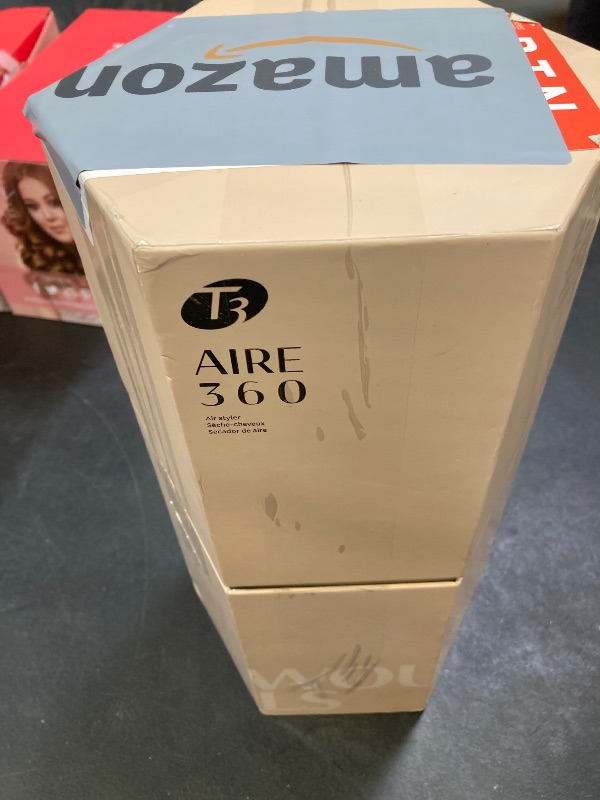 amazon
T3
AIRE
360
Air styler
Sèche-cheveux
Secador de aire